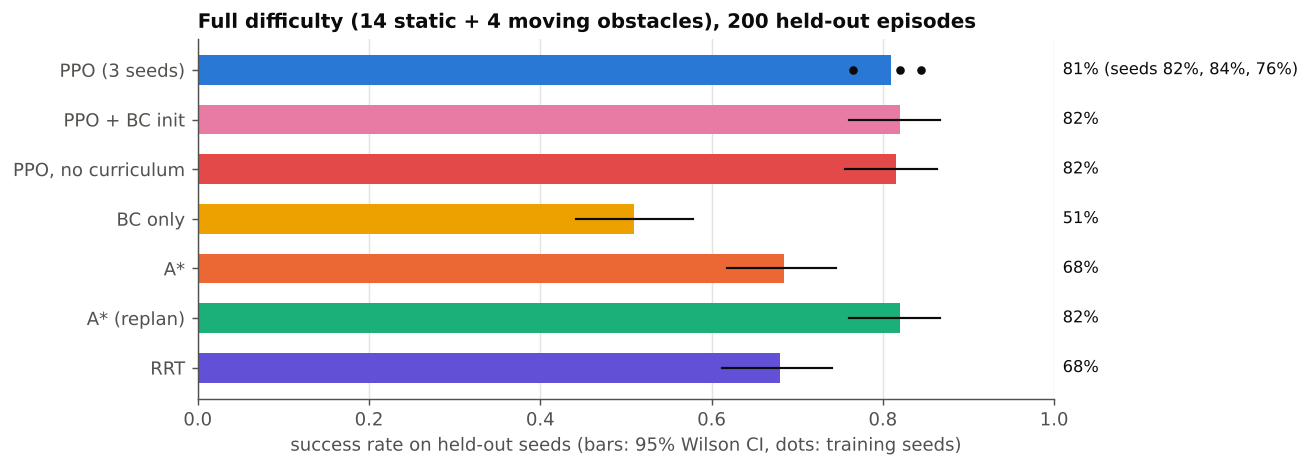 Full difficulty (14 static + 4 moving obstacles), 200 held-out episodes
PPO (3 seeds)
81% (seeds 82%, 84%, 76%)
PPO + BC init
82%
PPO, no curriculum
82%
BC only
51%
A*
68%
A* (replan)
82%
RRT
68%
0.0 0.2 0.4 0.6 0.8 1.0
success rate on held-out seeds (bars: 95% Wilson CI, dots: training seeds)